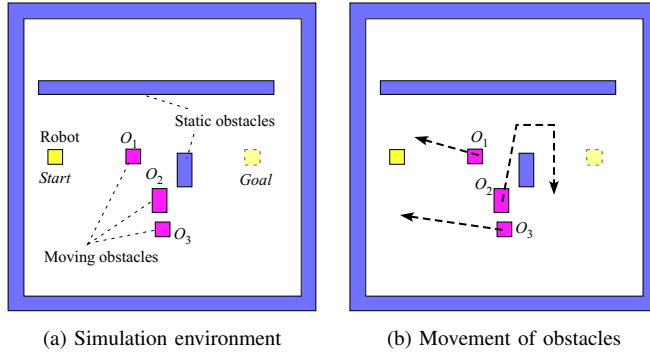 Robot
O1
Static obstacles
Start
O2
Goal
O3
Moving obstacles
(a) Simulation environment
O1
O2
O3
(b) Movement of obstacles